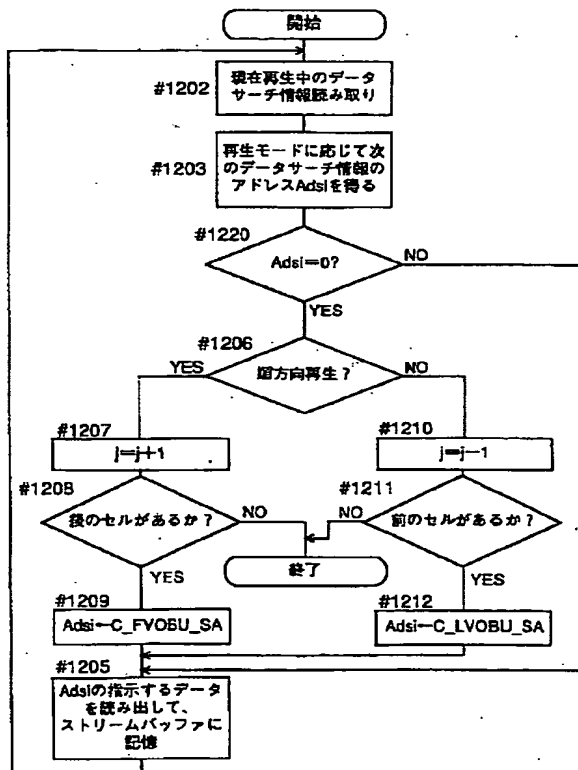 開始
#1202
現在再生中のデータ
サーチ情報読み取り
#1203
再生モードに応じて次
のデータサーチ情報の
アドレスAdsiを得る
#1220
Adsi=0?
NO
YES
#1206
YES
順方向再生?
NO
#1207
j=j+1
#1210
j=j-1
#1208
後のセルがあるか?
NO
#1211
NO
前のセルがあるか?
終了
YES
YES
#1209
Adsi←C_FVOBU_SA
#1212
Adsi←C_LVOBU_SA
#1205
Adsiの指示するデータ
を読み出して、
ストリームバッファに
記憶